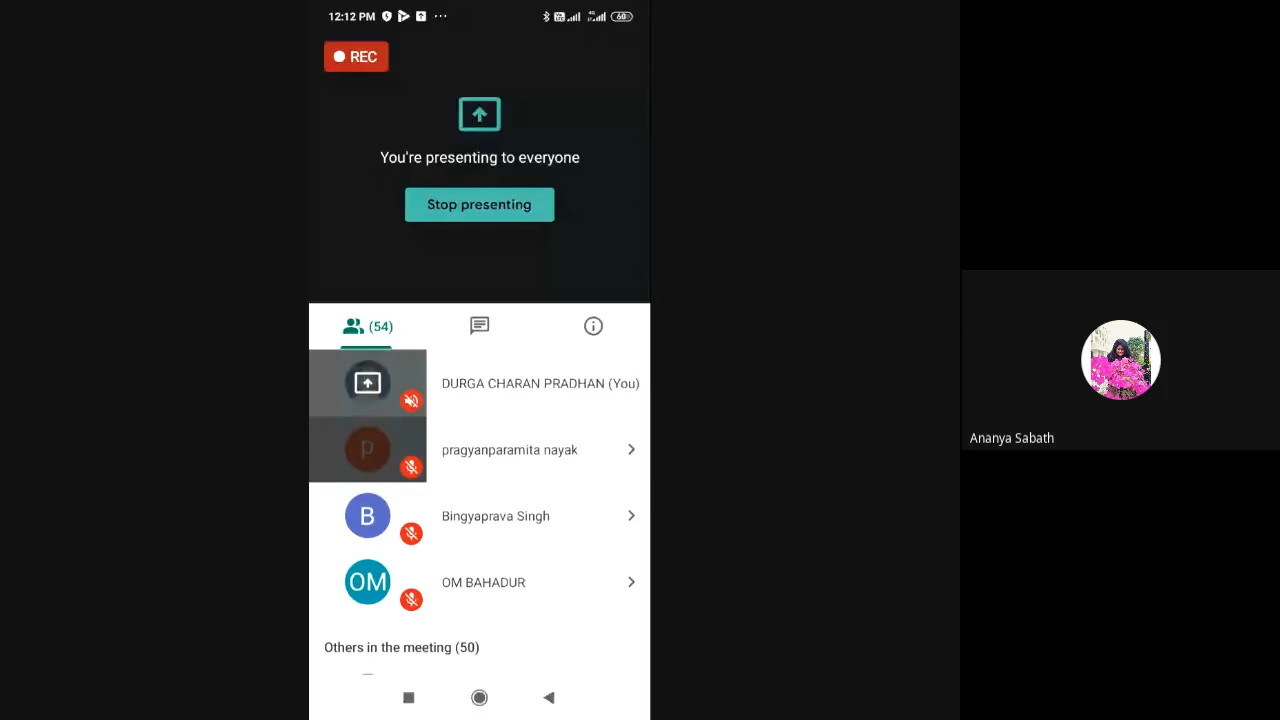 12:12 PM
60
REC
You're presenting to everyone
Stop presenting
(54)
DURGA CHARAN PRADHAN (You)
p
pragyanparamita nayak
B
Bingyaprava Singh
OM
OM BAHADUR
Others in the meeting (50)
Ananya Sabath